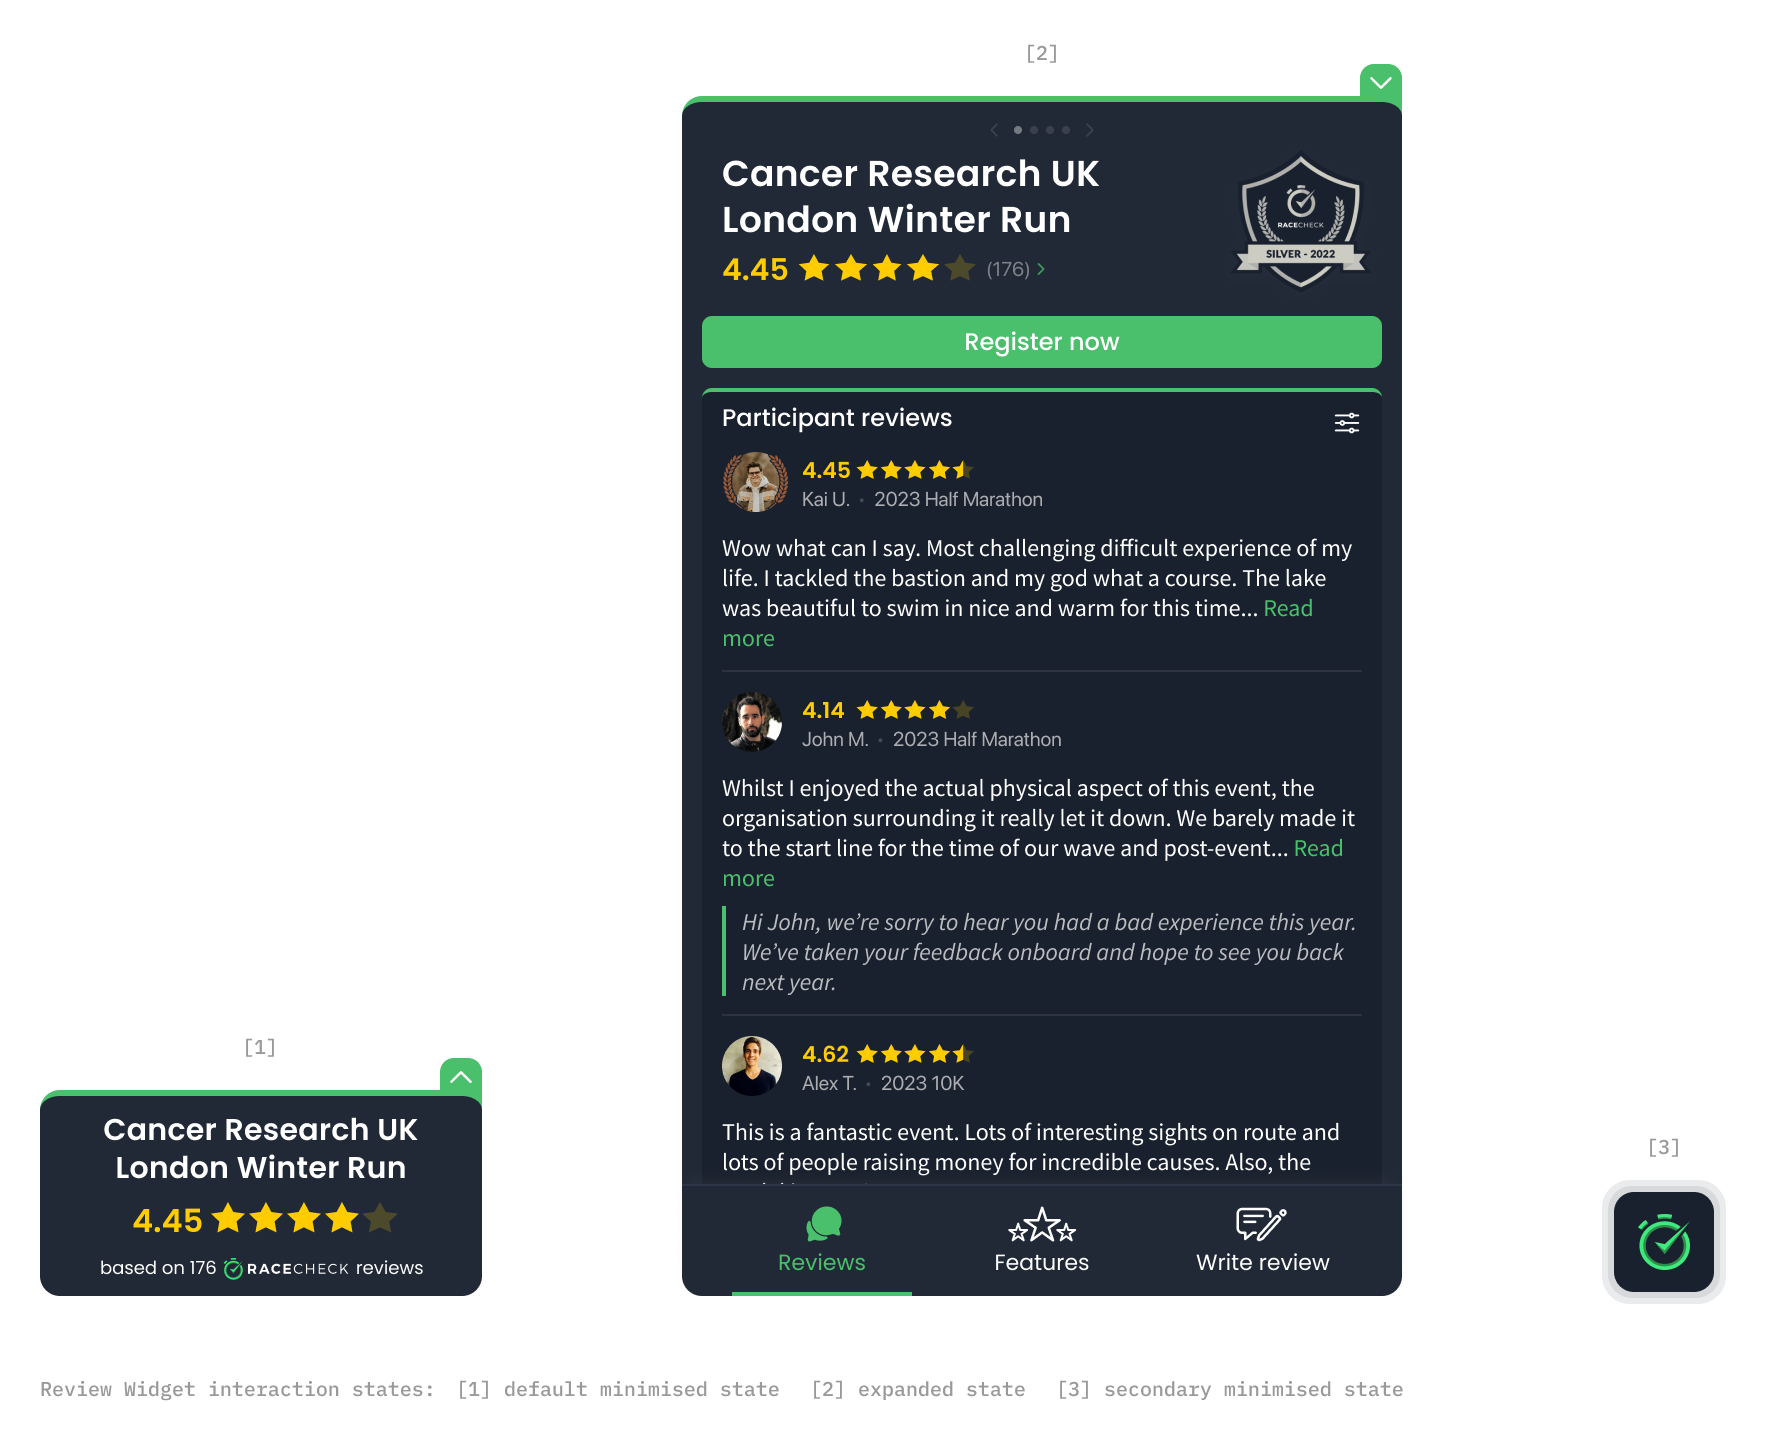 [2]
Cancer Research UK
London Winter Run
4.45 (176)
RACECHECK
SILVER - 2022
Register now
Participant reviews
4.45
Kai U. • 2023 Half Marathon
Wow what can I say. Most challenging difficult experience of my
life. I tackled the bastion and my god what a course. The lake
was beautiful to swim in nice and warm for this time... Read
more
4.14
John M. • 2023 Half Marathon
Whilst I enjoyed the actual physical aspect of this event, the
organisation surrounding it really let it down. We barely made it
to the start line for the time of our wave and post-event... Read
more
Hi John, we’re sorry to hear you had a bad experience this year.
We’ve taken your feedback onboard and hope to see you back
next year.
4.62
Alex T. • 2023 10K
This is a fantastic event. Lots of interesting sights on route and
lots of people raising money for incredible causes. Also, the
Reviews
Features
Write review
[1]
Cancer Research UK
London Winter Run
4.45
based on 176 RACECHECK reviews
[3]
Review Widget interaction states: [1] default minimised state [2] expanded state [3] secondary minimised state